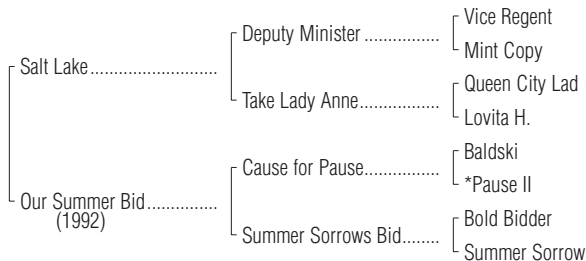 Vice Regent
Deputy Minister ................
Mint Copy
Salt Lake...........................
Queen City Lad
Take Lady Anne.................
Lovita H.
Baldski
Cause for Pause................
*Pause II
Our Summer Bid...............
(1992)
Bold Bidder
Summer Sorrows Bid........
Summer Sorrow